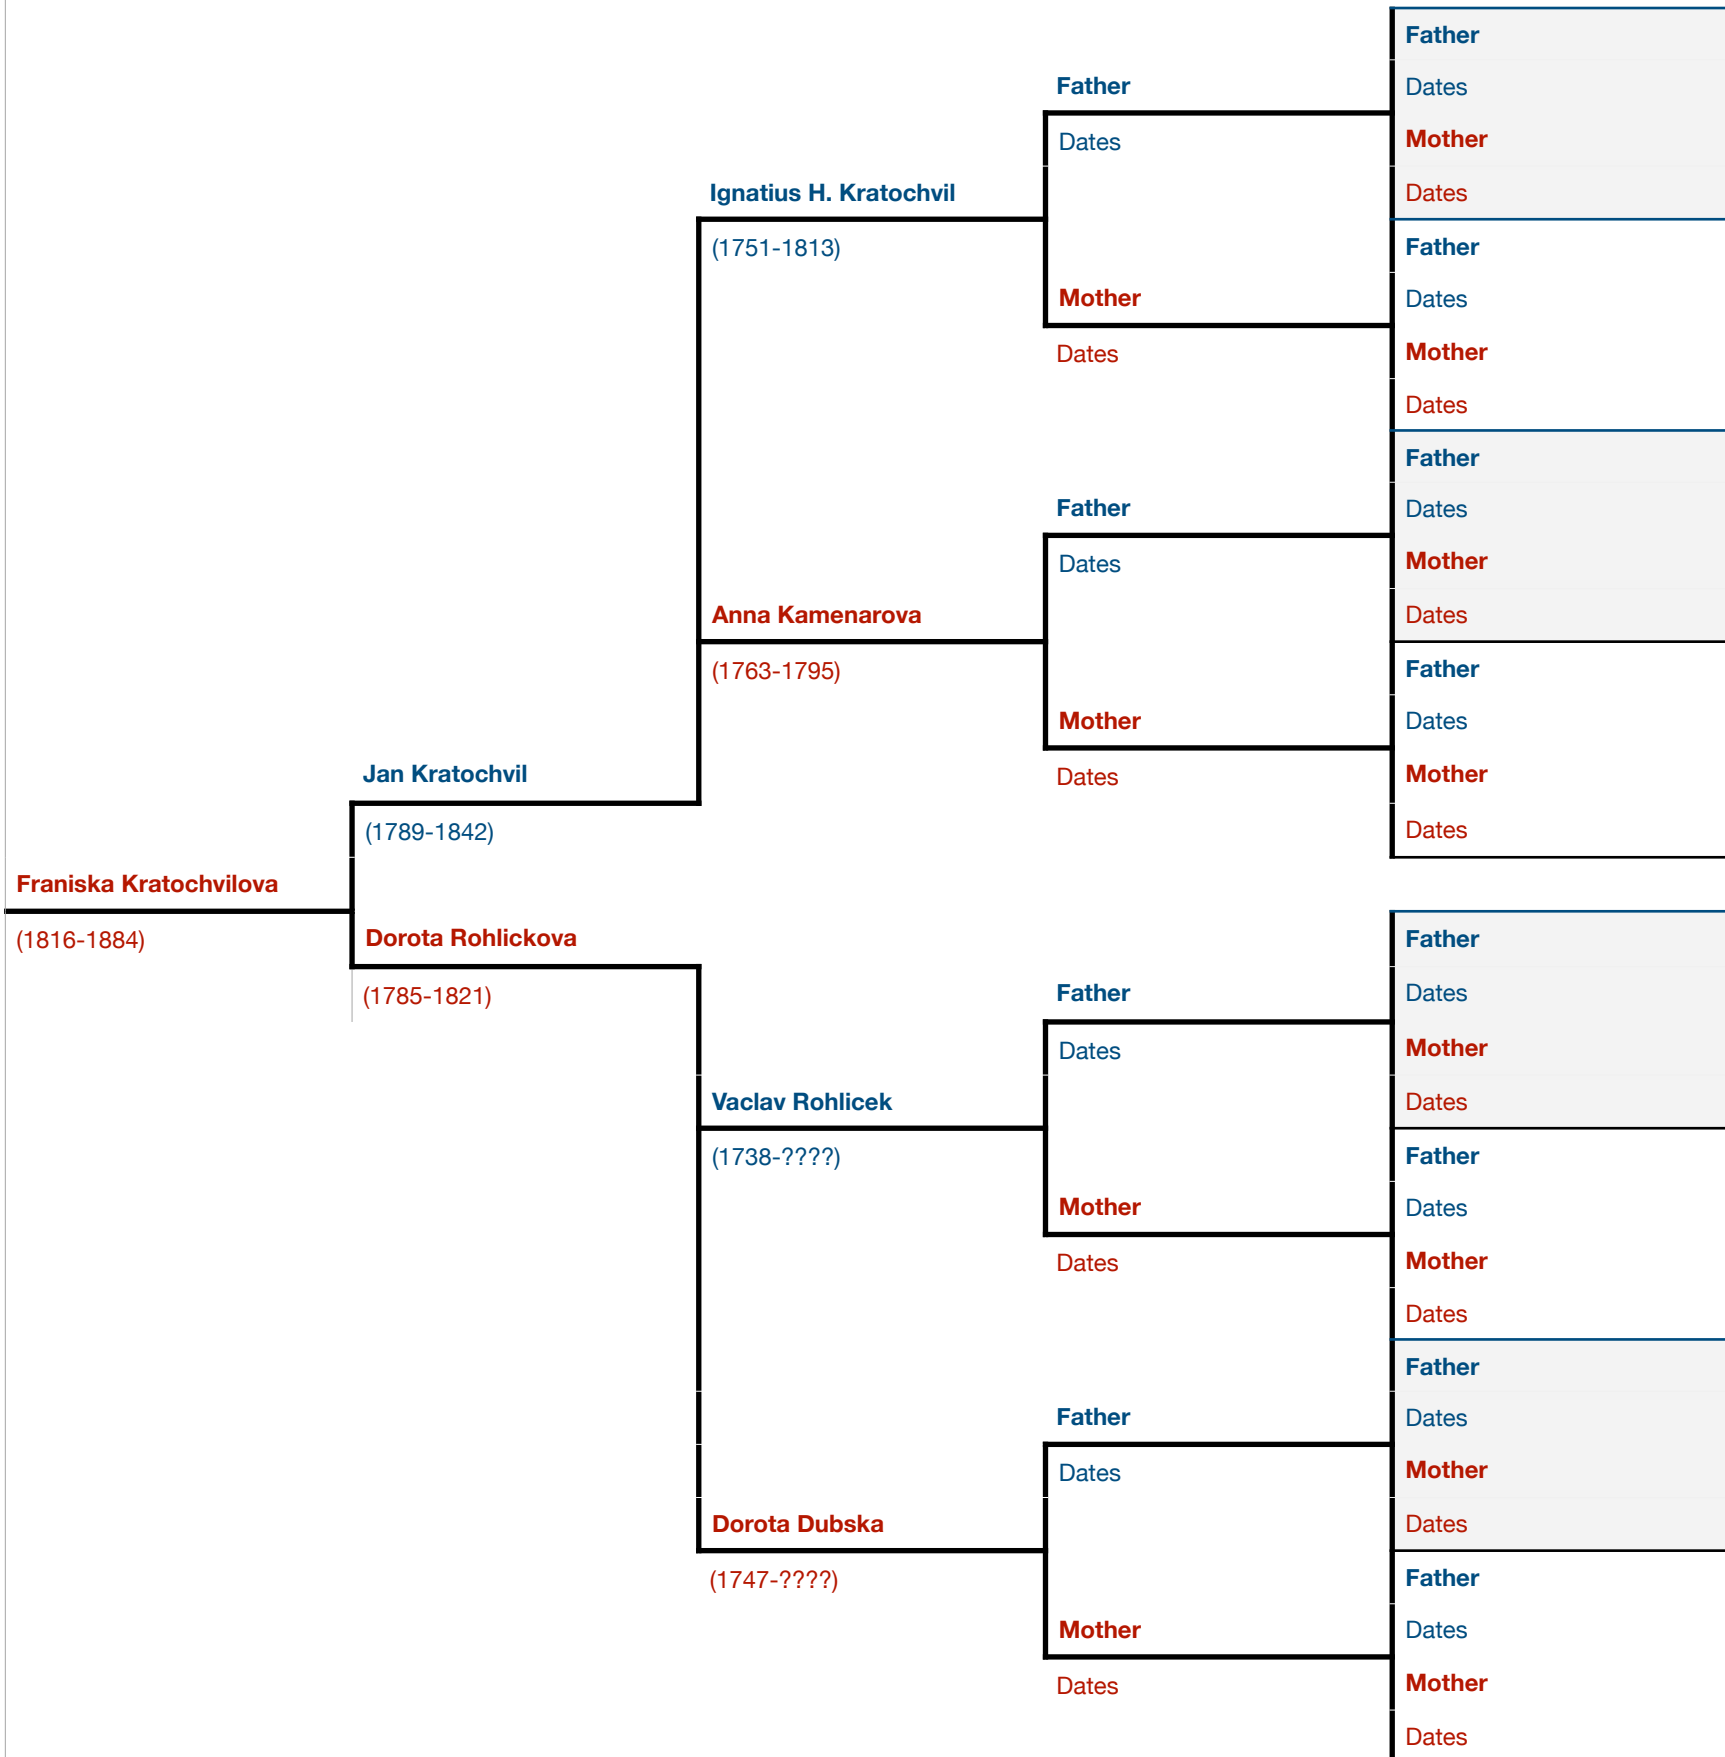 Franiska Kratochvilova
(1816-1884)
Jan Kratochvil
(1789-1842)
Dorota Rohlickova
(1785-1821)
Ignatius H. Kratochvil
(1751-1813)
Anna Kamenarova
(1763-1795)
Vaclav Rohlicek
(1738-????)
Dorota Dubska
(1747-????)
Father
Dates
Mother
Dates
Father
Dates
Mother
Dates
Father
Dates
Mother
Dates
Father
Dates
Mother
Dates
Father
Dates
Mother
Dates
Father
Dates
Mother
Dates
Father
Dates
Mother
Dates
Father
Dates
Mother
Dates
Father
Dates
Mother
Dates
Father
Dates
Mother
Dates
Father
Dates
Mother
Dates
Father
Dates
Mother
Dates